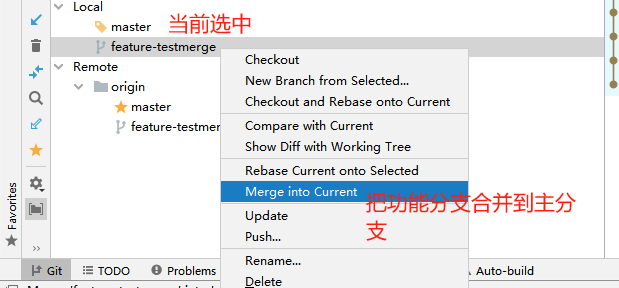 Local
master
当前选中
feature-testmerge
Checkout
Remote
New Branch from Selected...
origin
Checkout and Rebase onto Current
master
Compare with Current
feature-testmer
Show Diff with Working Tree
Rebase Current onto Selected
Merge into Current
把功能分支合并到主分
支
Update
Push...
Rename...
Delete
Favorites
Git
TODO
Problems
Auto-build